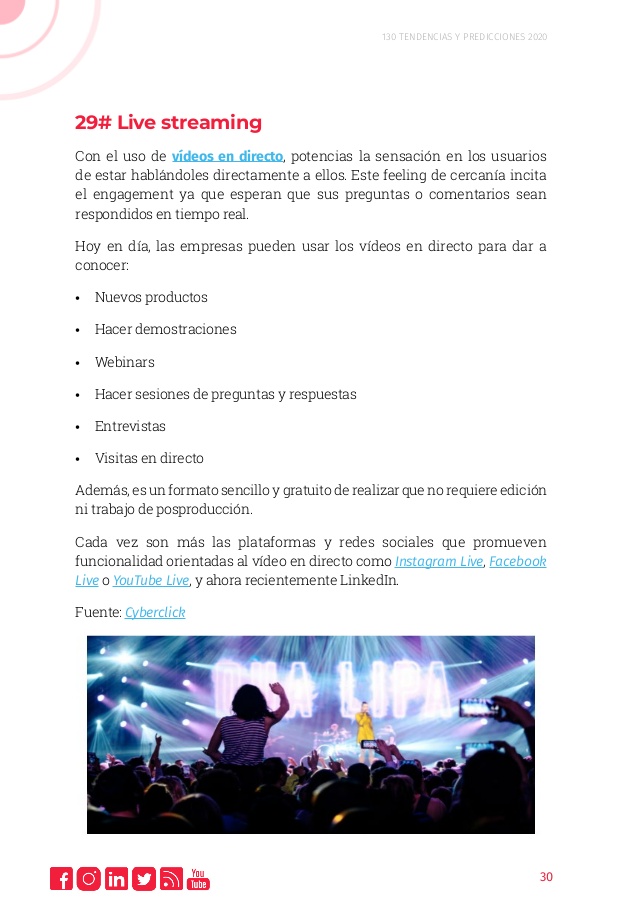 130 TENDENCIAS Y PREDICCIONES 2020
29# Live streaming
Con el uso de vídeos en directo, potencias la sensación en los usuarios
de estar hablándoles directamente a ellos. Este feeling de cercanía incita
el engagement ya que esperan que sus preguntas o comentarios sean
respondidos en tiempo real.
Hoy en día, las empresas pueden usar los vídeos en directo para dar a
conocer:
• Nuevos productos
• Hacer demostraciones
• Webinars
• Hacer sesiones de preguntas y respuestas
• Entrevistas
• Visitas en directo
Además, es un formato sencillo y gratuito de realizar que no requiere edición
ni trabajo de posproducción.
Cada vez son más las plataformas y redes sociales que promueven
funcionalidad orientadas al vídeo en directo como Instagram Live, Facebook
Live o YouTube Live, y ahora recientemente LinkedIn.
Fuente: Cyberclick
DUA LIPA
You
Tube
30